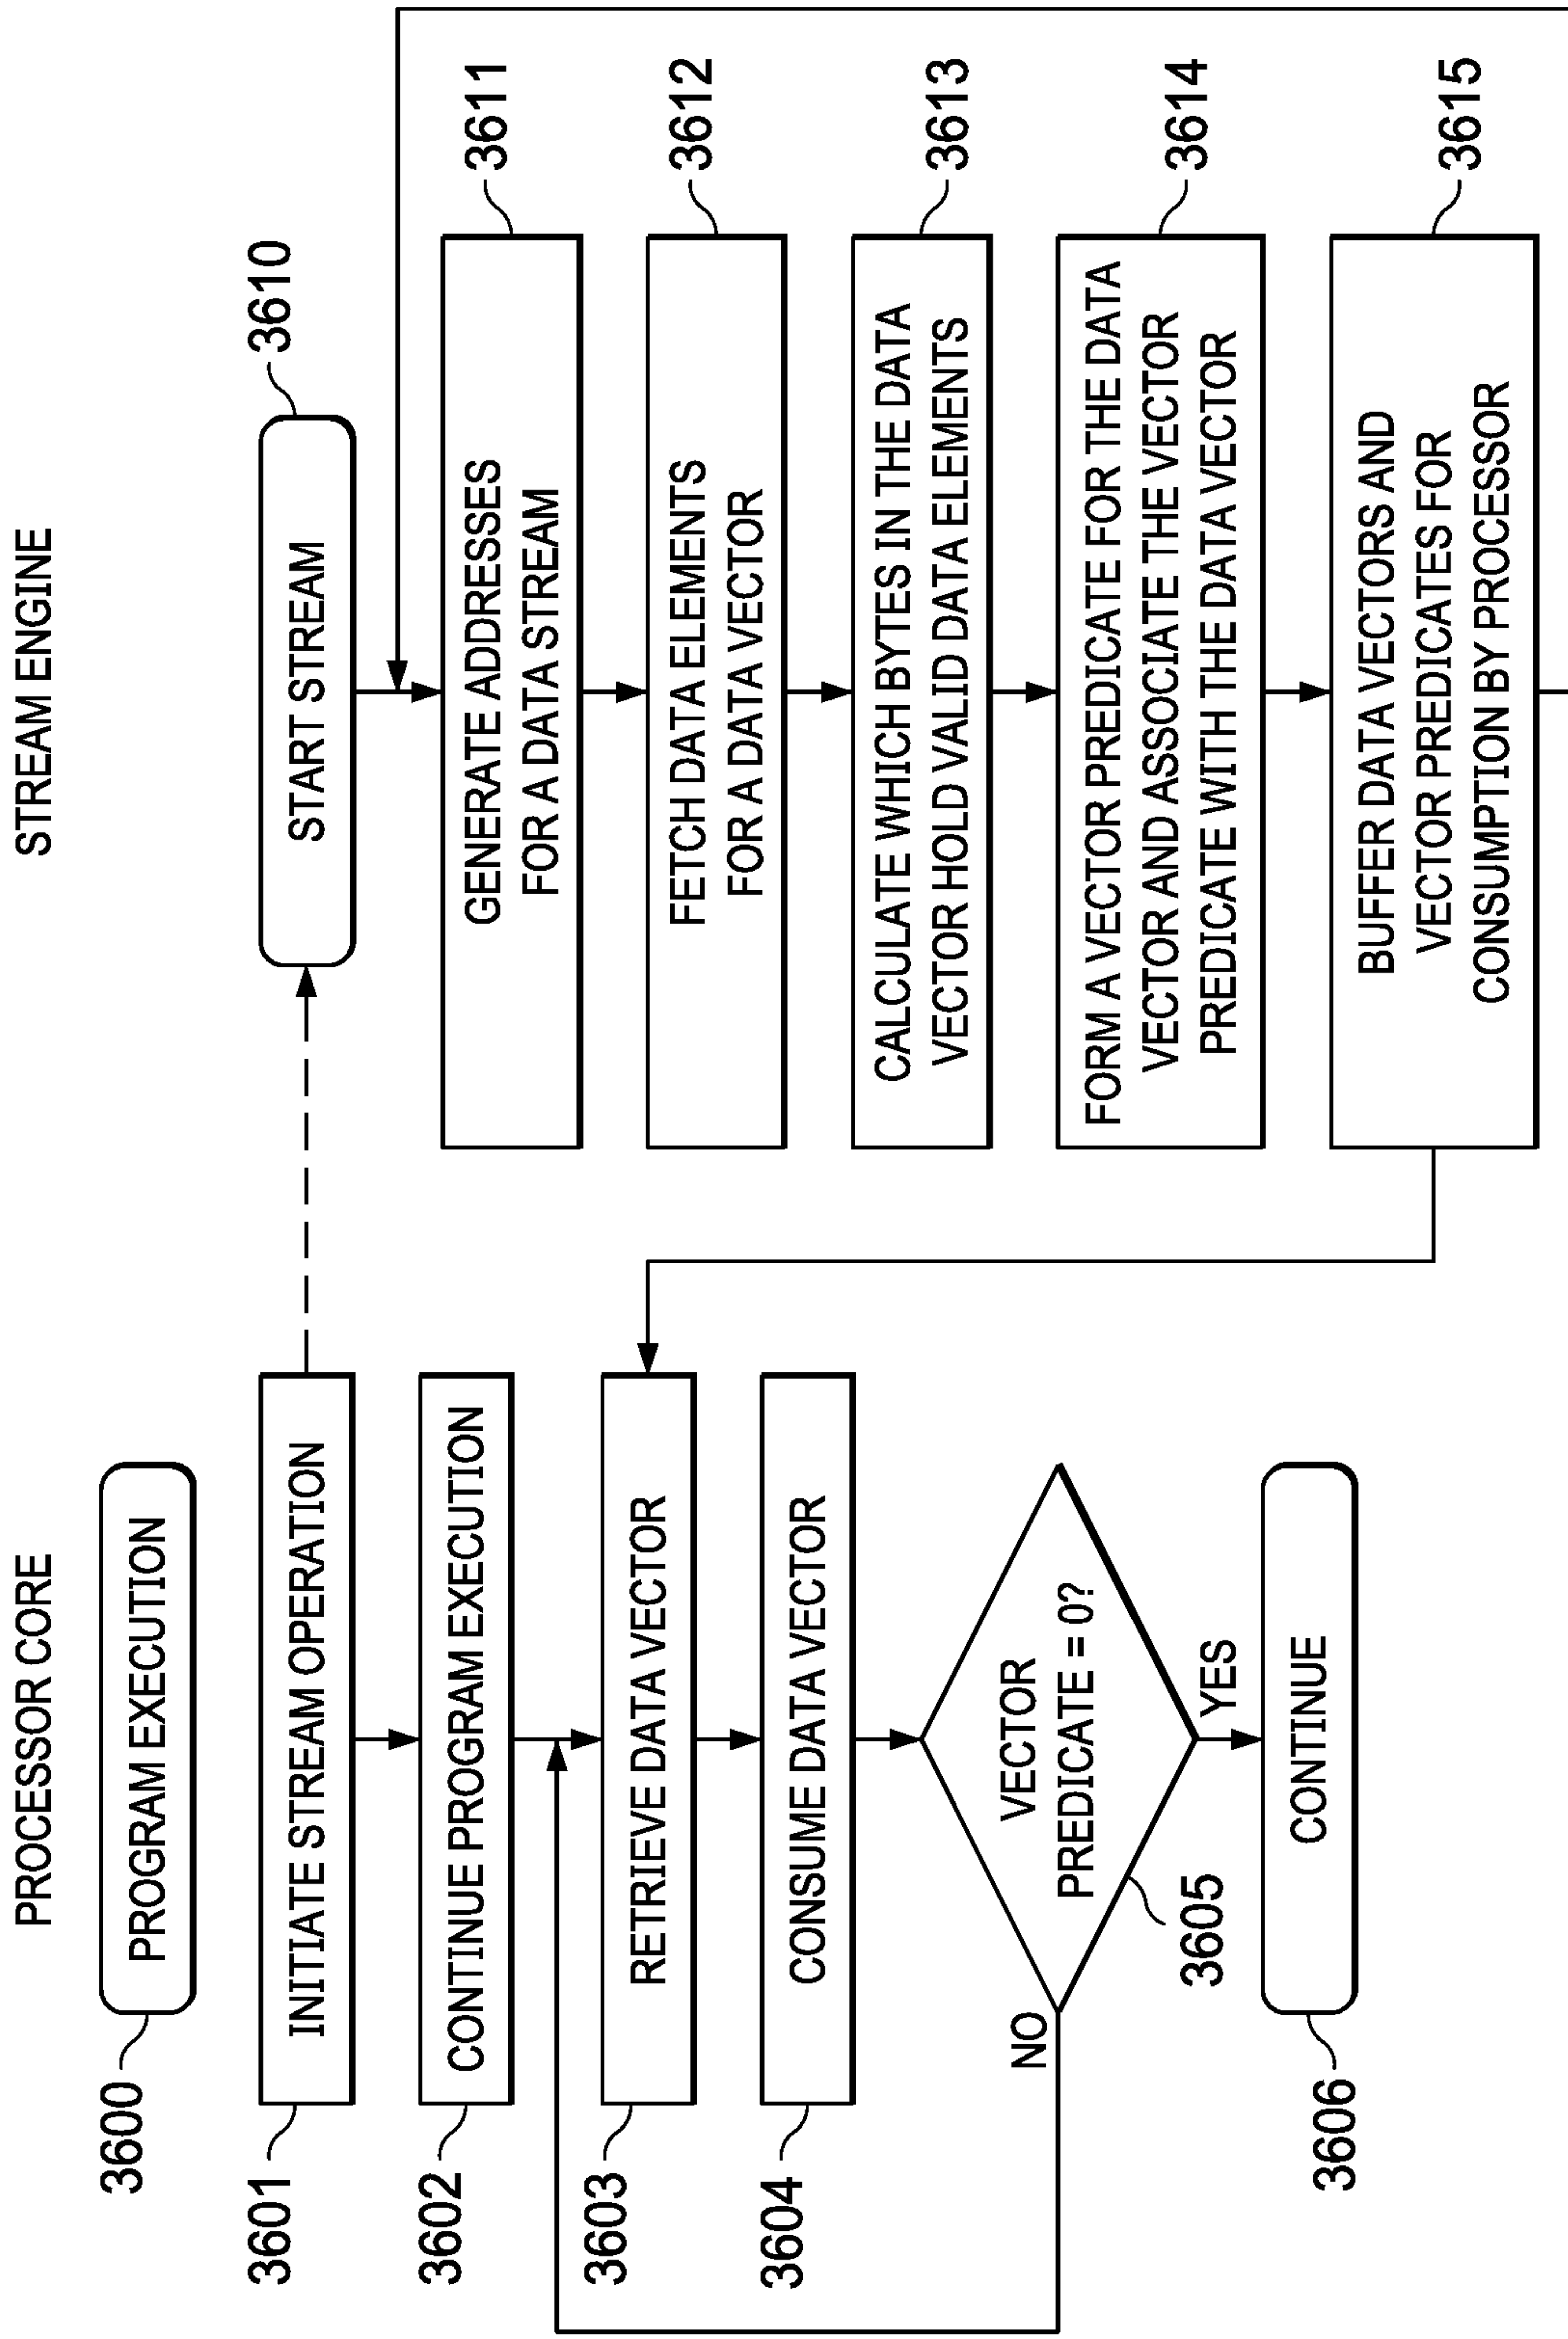 PROCESSOR CORE
3600
PROGRAM EXECUTION
3601
INITIATE STREAM OPERATION
3602
CONTINUE PROGRAM EXECUTION
3603
RETRIEVE DATA VECTOR
3604
CONSUME DATA VECTOR
VECTOR
PREDICATE = 0?
NO
YES
3605
3606
CONTINUE
STREAM ENGINE
START STREAM
3610
GENERATE ADDRESSES
FOR A DATA STREAM
3611
FETCH DATA ELEMENTS
FOR A DATA VECTOR
3612
CALCULATE WHICH BYTES IN THE DATA
VECTOR HOLD VALID DATA ELEMENTS
3613
FORM A VECTOR PREDICATE FOR THE DATA
VECTOR AND ASSOCIATE THE VECTOR
PREDICATE WITH THE DATA VECTOR
3614
BUFFER DATA VECTORS AND
VECTOR PREDICATES FOR
CONSUMPTION BY PROCESSOR
3615